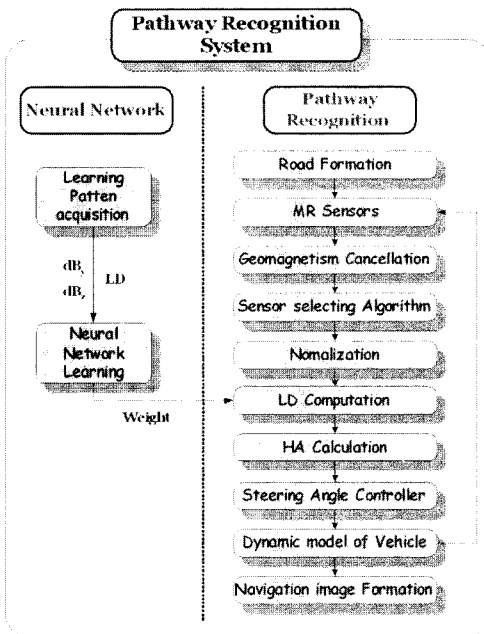 Pathway Recognition
System
Neural Network
Learning
Patten
acquisition
dBx
LD
dBz
Neural
Network
Learning
Weight
Pathway
Recognition
Road Formation
MR Sensors
Geomagnetism Cancellation
Sensor selecting Algorithm
Nomalization
LD Computation
HA Calculation
Steering Angle Controller
Dynamic model of Vehicle
Navigation image Formation